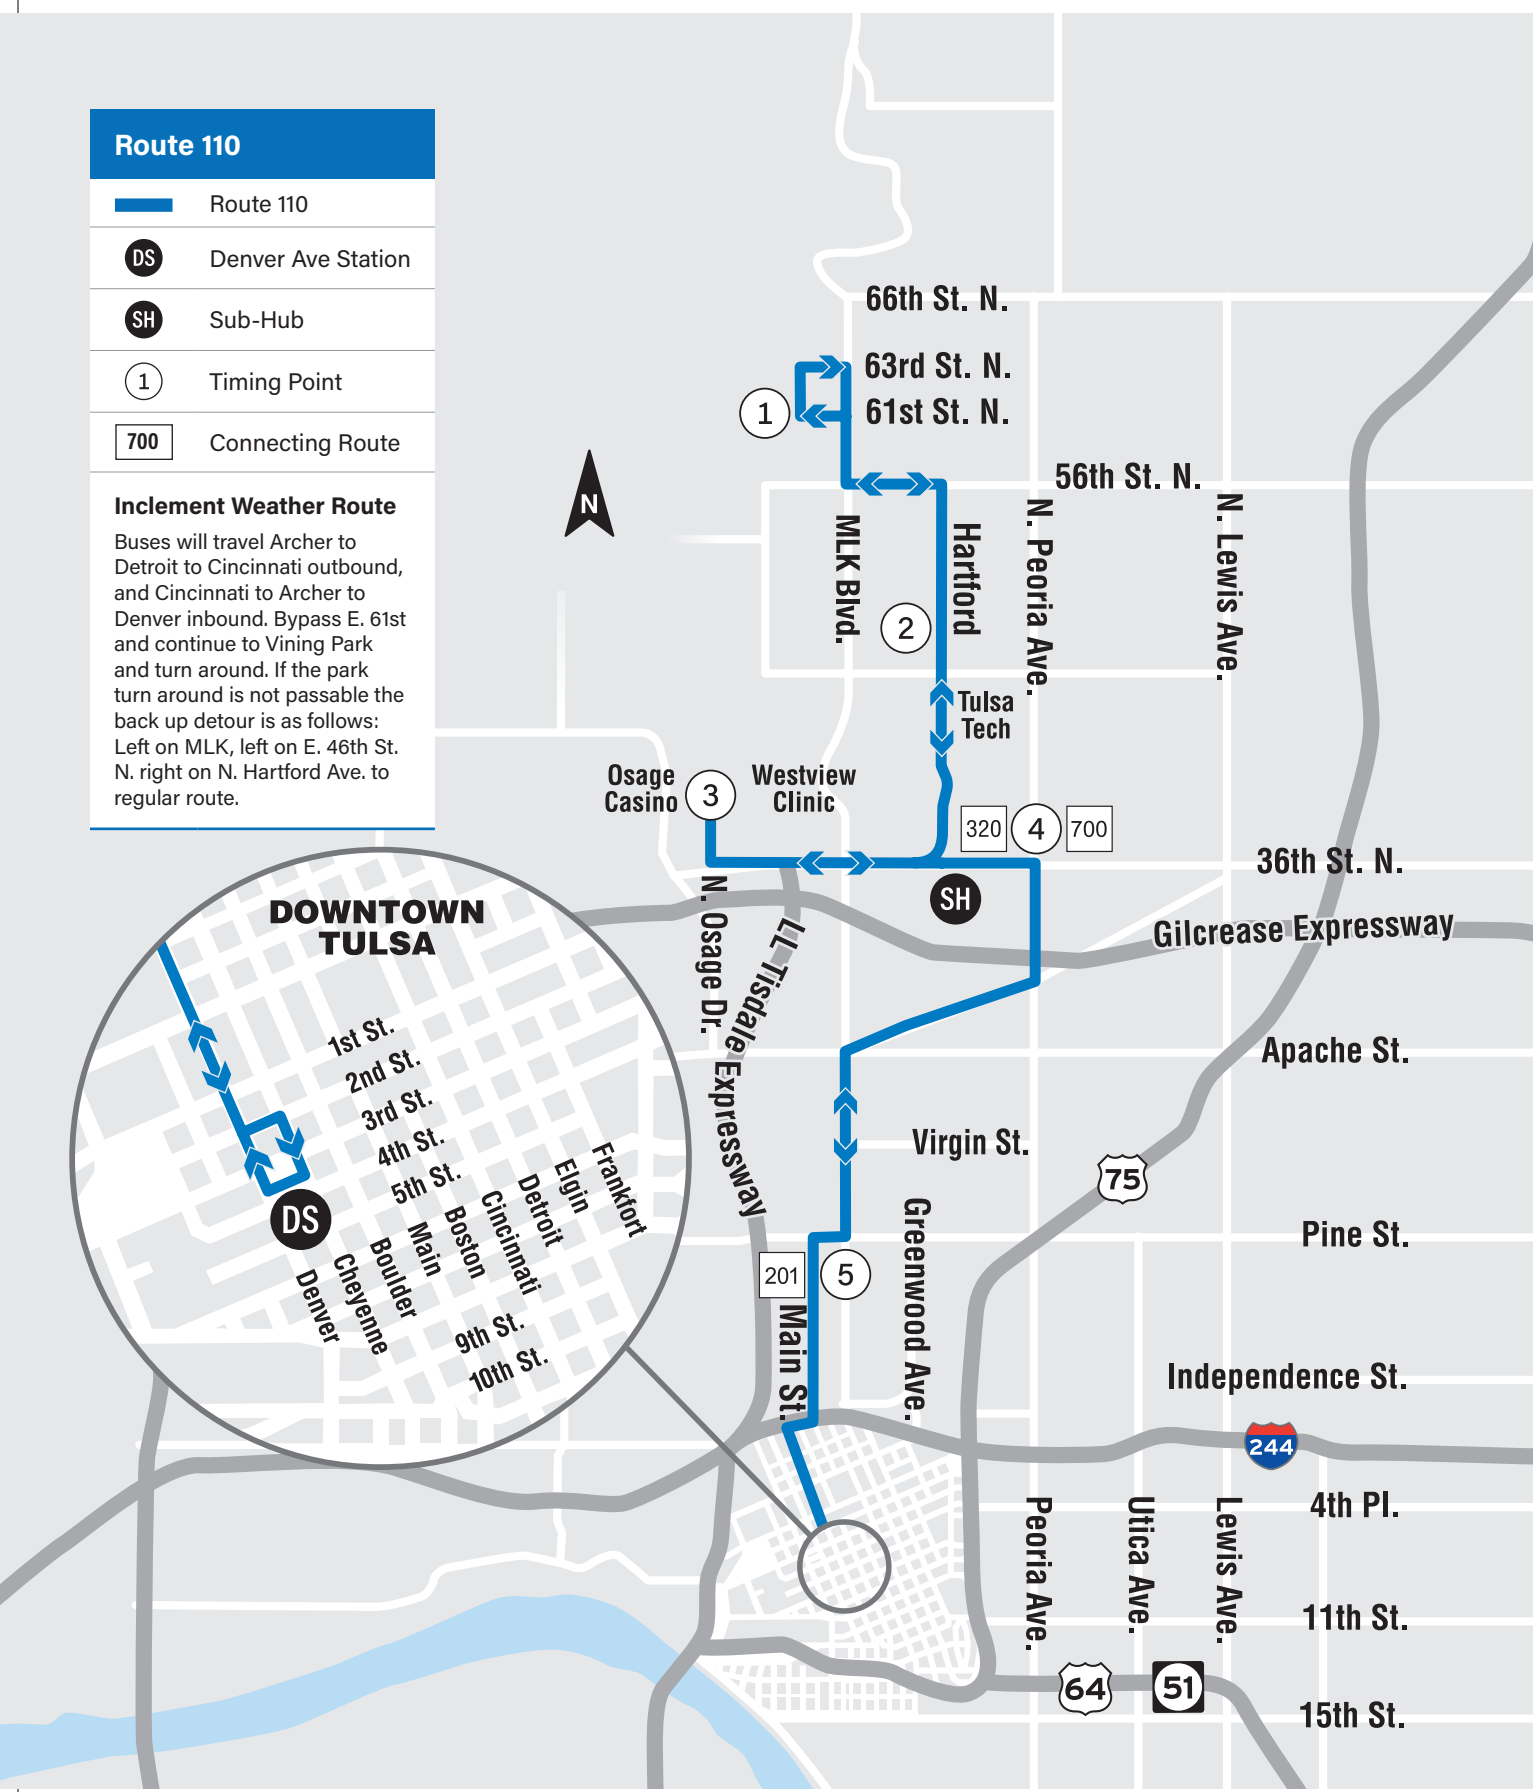 Route 110
Route 110
DS Denver Ave Station
SH Sub-Hub
1 Timing Point
700 Connecting Route
Inclement Weather Route
Buses will travel Archer to
Detroit to Cincinnati outbound,
and Cincinnati to Archer to
Denver inbound. Bypass E. 61st
and continue to Vining Park
and turn around. If the park
turn around is not passable the
back up detour is as follows:
Left on MLK, left on E. 46th St.
N. right on N. Hartford Ave. to
regular route.
N
66th St. N.
63rd St. N.
1
61st St. N.
56th St. N.
MLK Blvd.
Hartford
N. Peoria Ave.
N. Lewis Ave.
2
Tulsa
Tech
Osage
Casino
3
Westview
Clinic
320
4
700
36th St. N.
SH
N. Osage Dr.
LL Tisdale Expressway
Gilcrease Expressway
Apache St.
Virgin St.
75
Greenwood Ave.
Pine St.
201
5
Main St.
Independence St.
244
4th Pl.
Peoria Ave.
Utica Ave.
Lewis Ave.
11th St.
64
51
15th St.
DOWNTOWN
TULSA
1st St.
2nd St.
3rd St.
4th St.
5th St.
DS
Denver
Cheyenne
Boulder
Main
Boston
Cincinnati
Detroit
Elgin
Frankfort
9th St.
10th St.